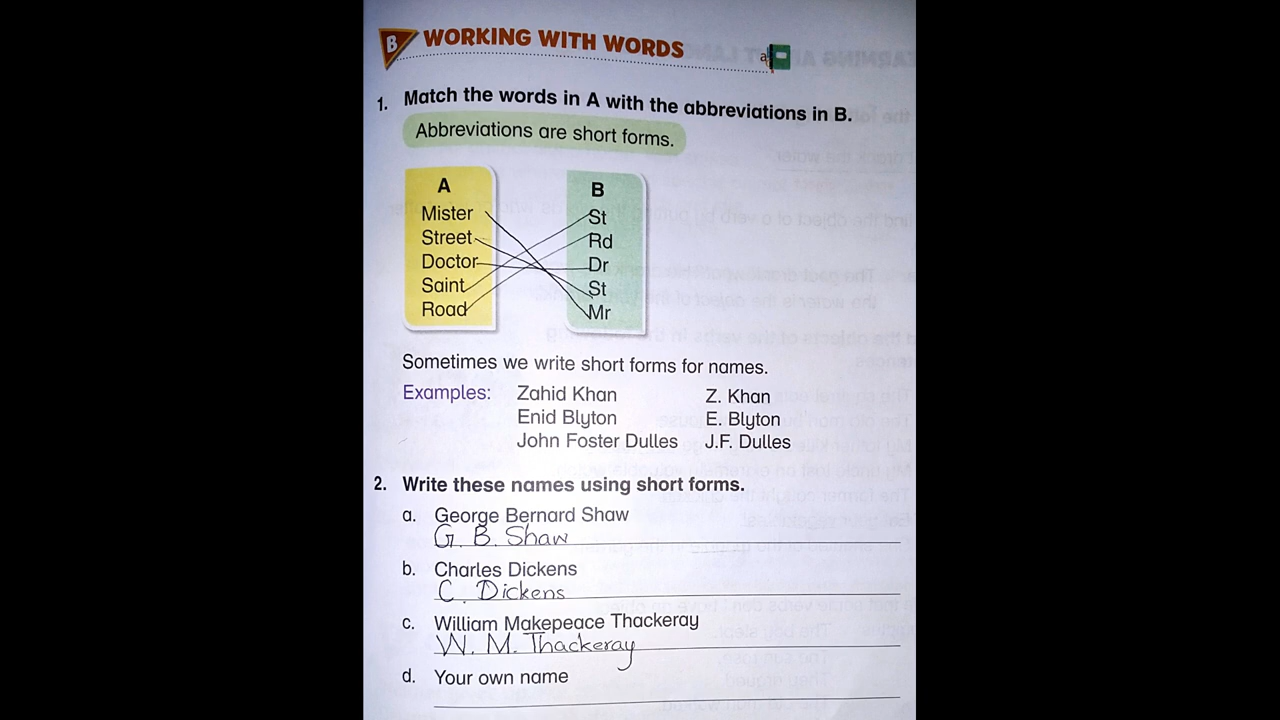 B WORKING WITH WORDS
1. Match the words in A with the abbreviations in B.
Abbreviations are short forms.
A B
Mister St
Street Rd
Doctor Dr
Saint St
Road Mr
Sometimes we write short forms for names.
Examples: Zahid Khan Z. Khan
Enid Blyton E. Blyton
John Foster Dulles J.F. Dulles
2. Write these names using short forms.
a. George Bernard Shaw
G. B. Shaw
b. Charles Dickens
C. Dickens
c. William Makepeace Thackeray
W. M. Thackeray
d. Your own name